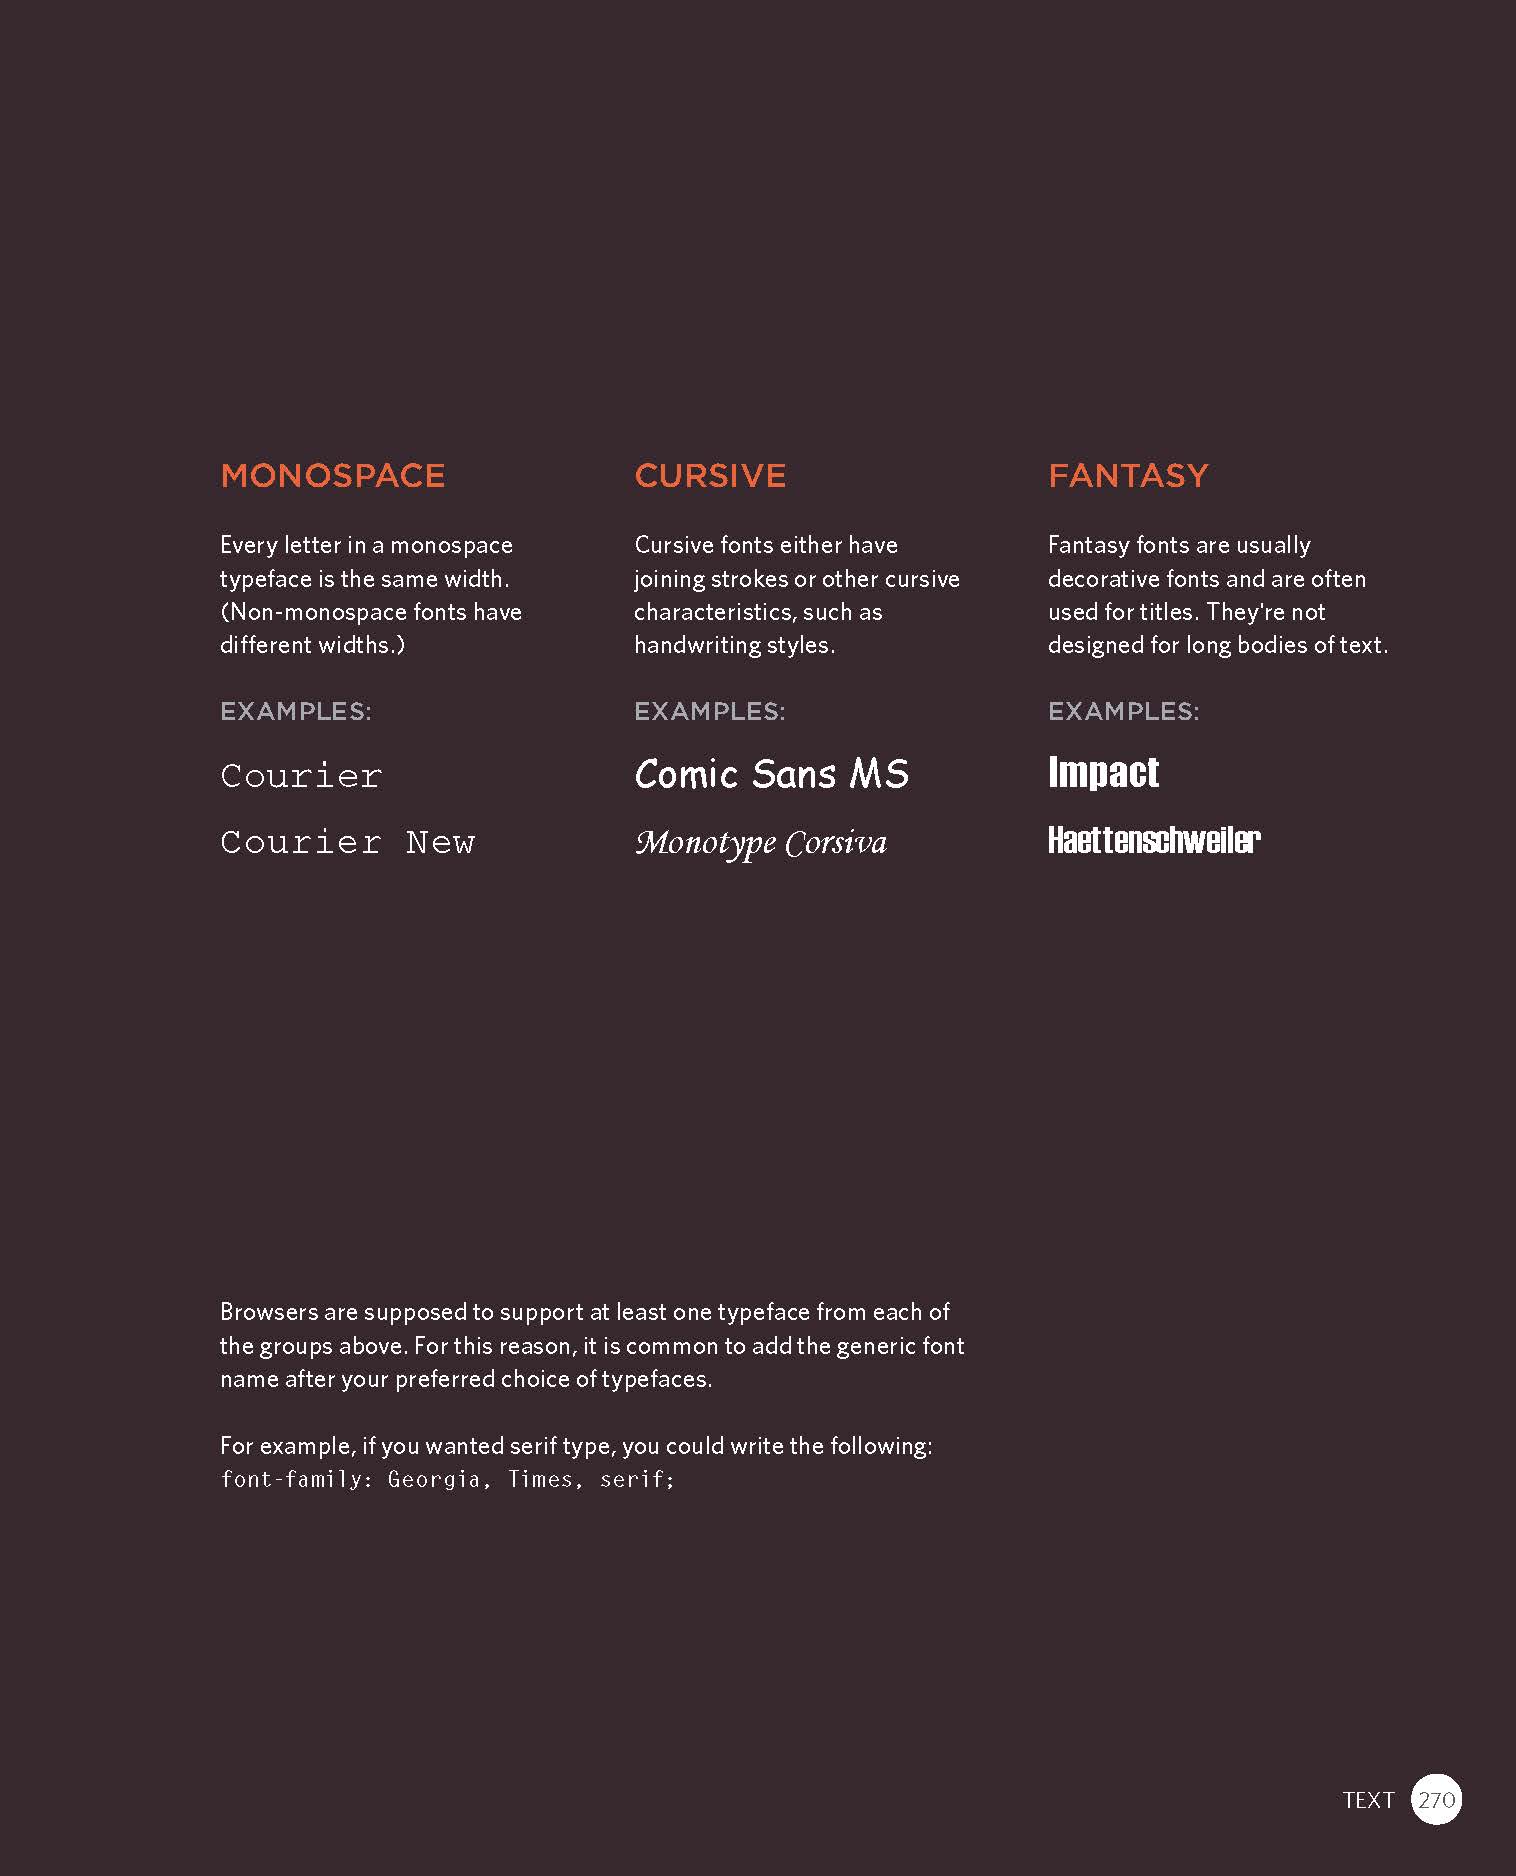 MONOSPACE
Every letter in a monospace
typeface is the same width.
(Non-monospace fonts have
different widths.)
EXAMPLES:
Courier
Courier New
CURSIVE
Cursive fonts either have
joining strokes or other cursive
characteristics, such as
handwriting styles.
EXAMPLES:
Comic Sans MS
Monotype Corsiva
FANTASY
Fantasy fonts are usually
decorative fonts and are often
used for titles. They're not
designed for long bodies of text.
EXAMPLES:
Impact
Haettenschweiler
Browsers are supposed to support at least one typeface from each of
the groups above. For this reason, it is common to add the generic font
name after your preferred choice of typefaces.
For example, if you wanted serif type, you could write the following:
font-family: Georgia, Times, serif;
TEXT 270